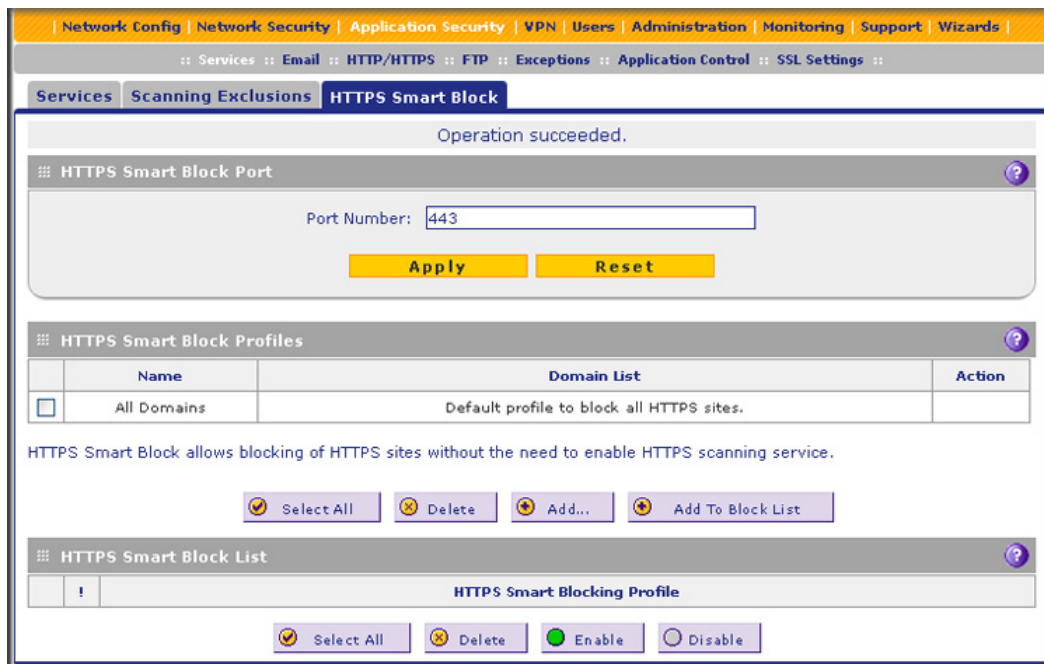 | Network Config | Network Security | Application Security | VPN | Users | Administration | Monitoring | Support | Wizards |
:: Services :: Email :: HTTP/HTTPS :: FTP :: Exceptions :: Application Control :: SSL Settings ::
Services Scanning Exclusions HTTPS Smart Block
Operation succeeded.
HTTPS Smart Block Port ?
Port Number: 443
Apply Reset
HTTPS Smart Block Profiles ?
Name Domain List Action
All Domains Default profile to block all HTTPS sites.
HTTPS Smart Block allows blocking of HTTPS sites without the need to enable HTTPS scanning service.
Select All Delete Add... Add To Block List
HTTPS Smart Block List ?
! HTTPS Smart Blocking Profile
Select All Delete Enable Disable